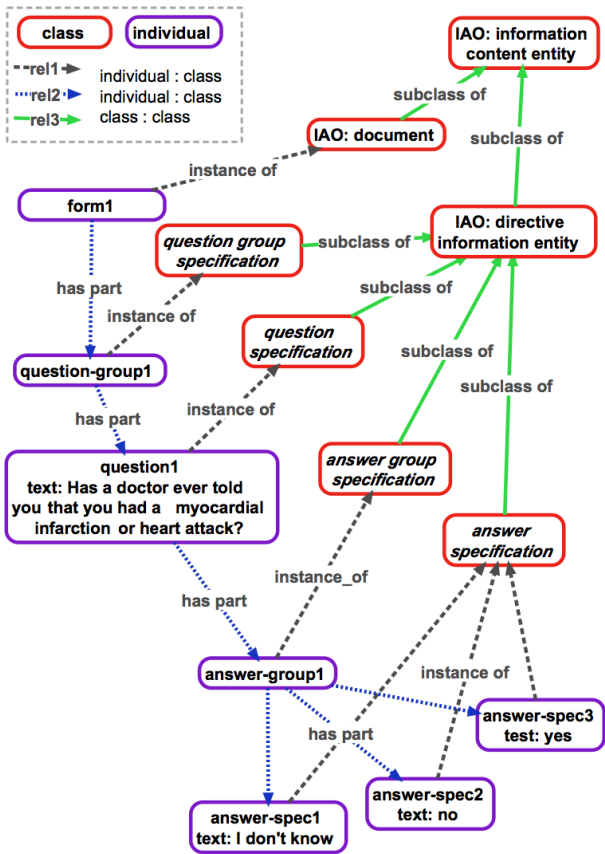 class
individual
rel1
individual : class
rel2
individual : class
rel3
class : class
IAO: information
content entity
subclass of
IAO: document
subclass of
instance of
form1
IAO: directive
information entity
question group
specification
subclass of
has part
subclass of
instance of
question
specification
question-group1
subclass of
subclass of
instance of
has part
question1
text: Has a doctor ever told
you that you had a myocardial
infarction or heart attack?
answer group
specification
answer
specification
instance_of
has part
answer-group1
instance of
answer-spec3
test: yes
has part
answer-spec2
text: no
answer-spec1
text: I don't know